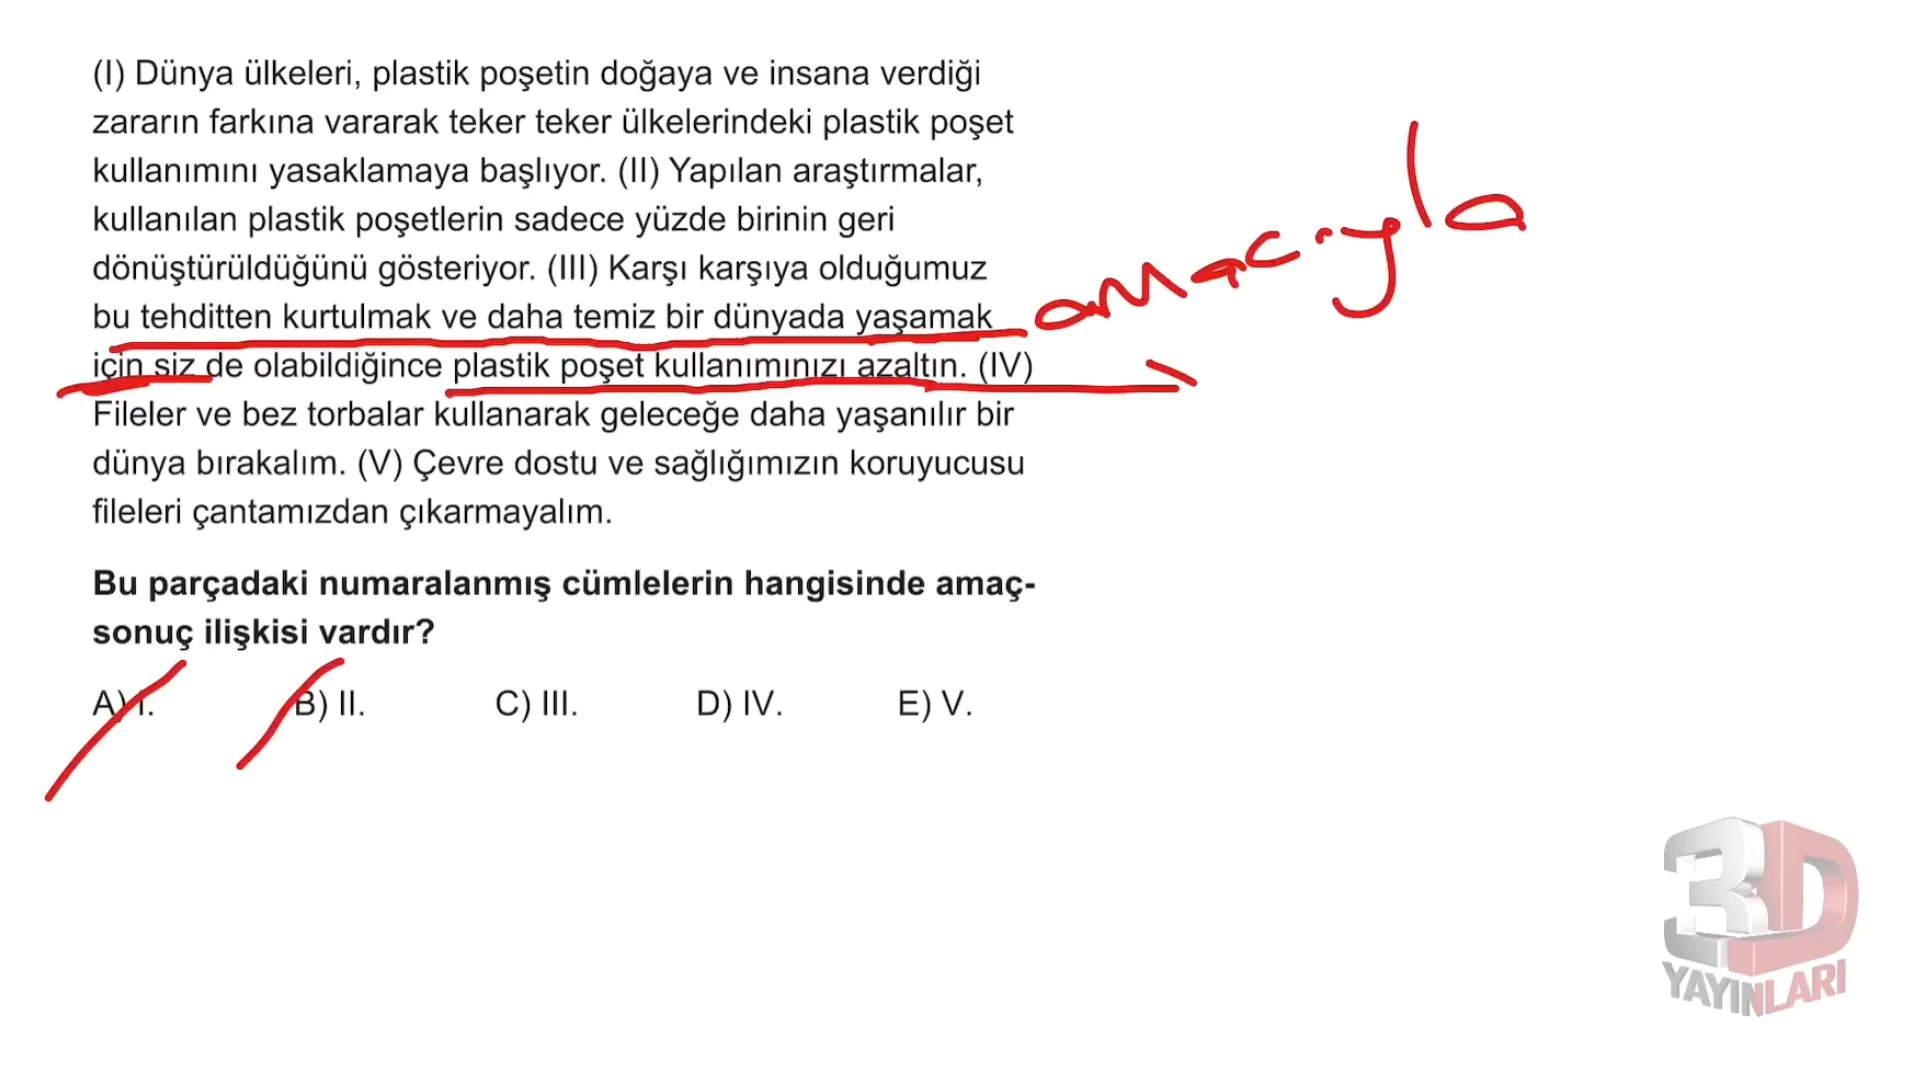 (I) Dünya ülkeleri, plastik poşetin doğaya ve insana verdiği
zararın farkına vararak teker teker ülkelerindeki plastik poşet
kullanımını yasaklamaya başlıyor. (II) Yapılan araştırmalar,
kullanılan plastik poşetlerin sadece yüzde birinin geri
dönüştürüldüğünü gösteriyor. (III) Karşı karşıya olduğumuz
bu tehditten kurtulmak ve daha temiz bir dünyada yaşamak
amacıyla
için siz de olabildiğince plastik poşet kullanımınızı azaltın. (IV)
Fileler ve bez torbalar kullanarak geleceğe daha yaşanılır bir
dünya bırakalım. (V) Çevre dostu ve sağlığımızın koruyucusu
fileleri çantamızdan çıkarmayalım.
Bu parçadaki numaralanmış cümlelerin hangisinde amaç-
sonuç ilişkisi vardır?
A) I. B) II. C) III. D) IV. E) V.
3D
YAYINLARI